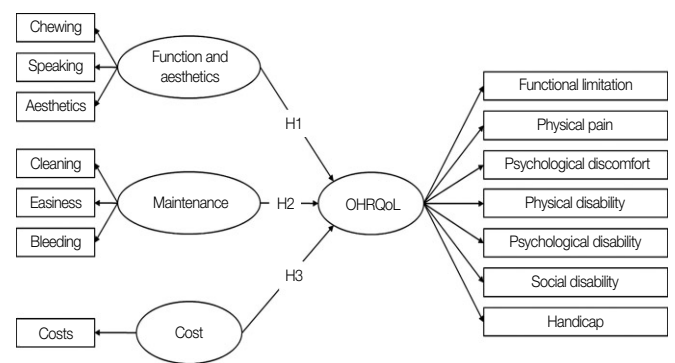 Chewing
Speaking
Aesthetics
Function and
aesthetics
H1
Cleaning
Easiness
Bleeding
Maintenance
H2
Costs
Cost
H3
OHRQoL
Functional limitation
Physical pain
Psychological discomfort
Physical disability
Psychological disability
Social disability
Handicap